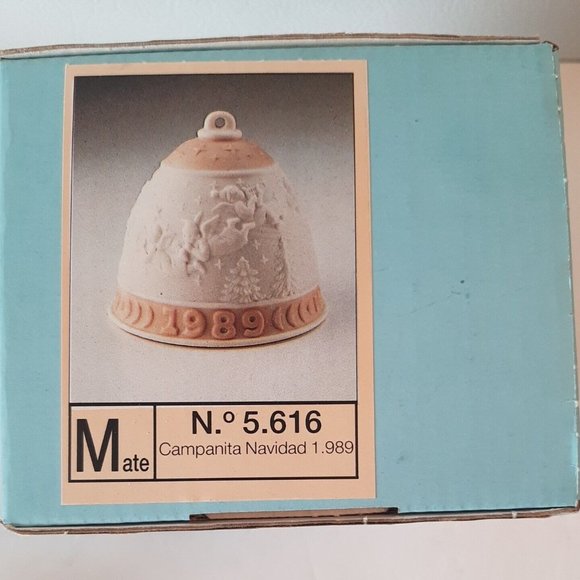 1989
Mate
N.º 5.616
Campanita Navidad 1.989